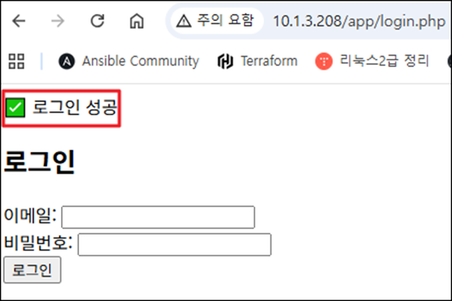 주의 요함 10.1.3.208/app/login.php
Ansible Community Terraform 리눅스2급 정리
로그인 성공
로그인
이메일:
비밀번호:
로그인